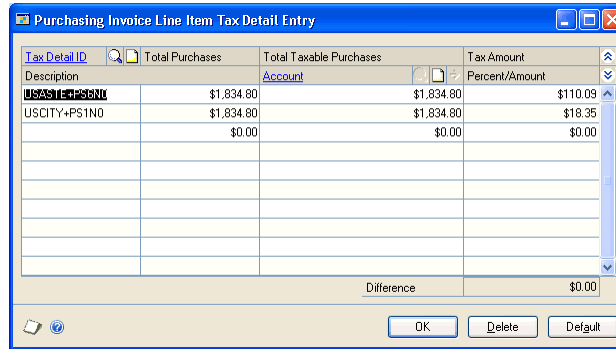 Purchasing Invoice Line Item Tax Detail Entry
Tax Detail ID Total Purchases Total Taxable Purchases Tax Amount
Description Account Percent/Amount
USASTE+PS6N0 $1,834.80 $1,834.80 $110.09
USCITY+PS1N0 $1,834.80 $1,834.80 $18.35
$0.00 $0.00 $0.00
Difference $0.00
OK Delete Default